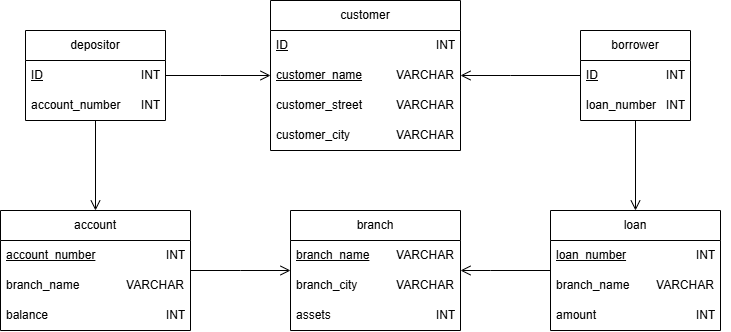 customer
ID INT
customer_name VARCHAR
customer_street VARCHAR
customer_city VARCHAR
depositor
ID INT
account_number INT
borrower
ID INT
loan_number INT
account
account_number INT
branch_name VARCHAR
balance INT
branch
branch_name VARCHAR
branch_city VARCHAR
assets INT
loan
loan_number INT
branch_name VARCHAR
amount INT